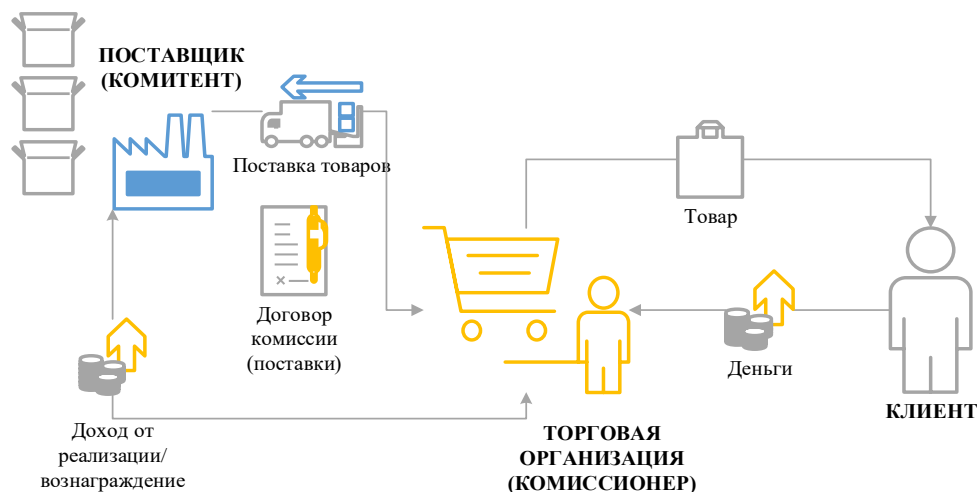 ПОСТАВЩИК
(КОМИТЕНТ)
Поставка товаров
Товар
Договор
комиссии
(поставки)
Деньги
КЛИЕНТ
Доход от
реализации/
вознаграждение
ТОРГОВАЯ
ОРГАНИЗАЦИЯ
(КОМИССИОНЕР)